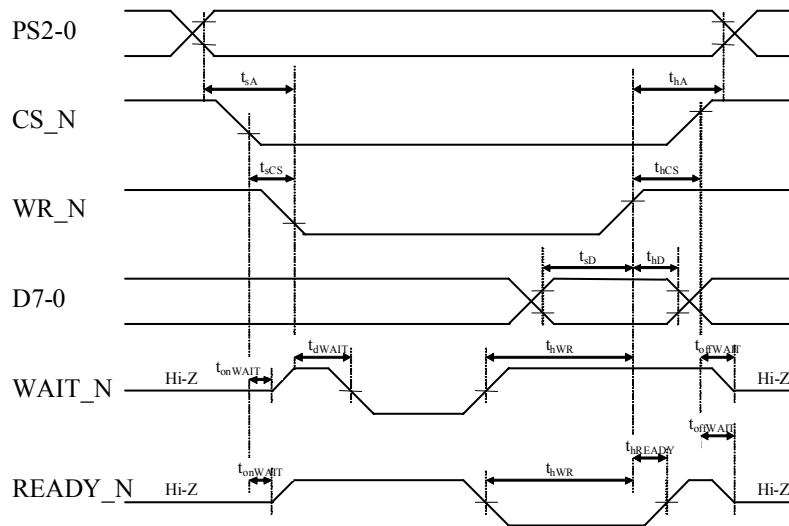 PS2-0
tsA
thA
CS_N
tsCS
thCS
WR_N
tsD
thD
D7-0
tdWAIT
thWR
toffWAIT
WAIT_N
Hi-Z
tonWAIT
Hi-Z
toffWAIT
thREADY
READY_N
Hi-Z
tonWAIT
thWR
Hi-Z